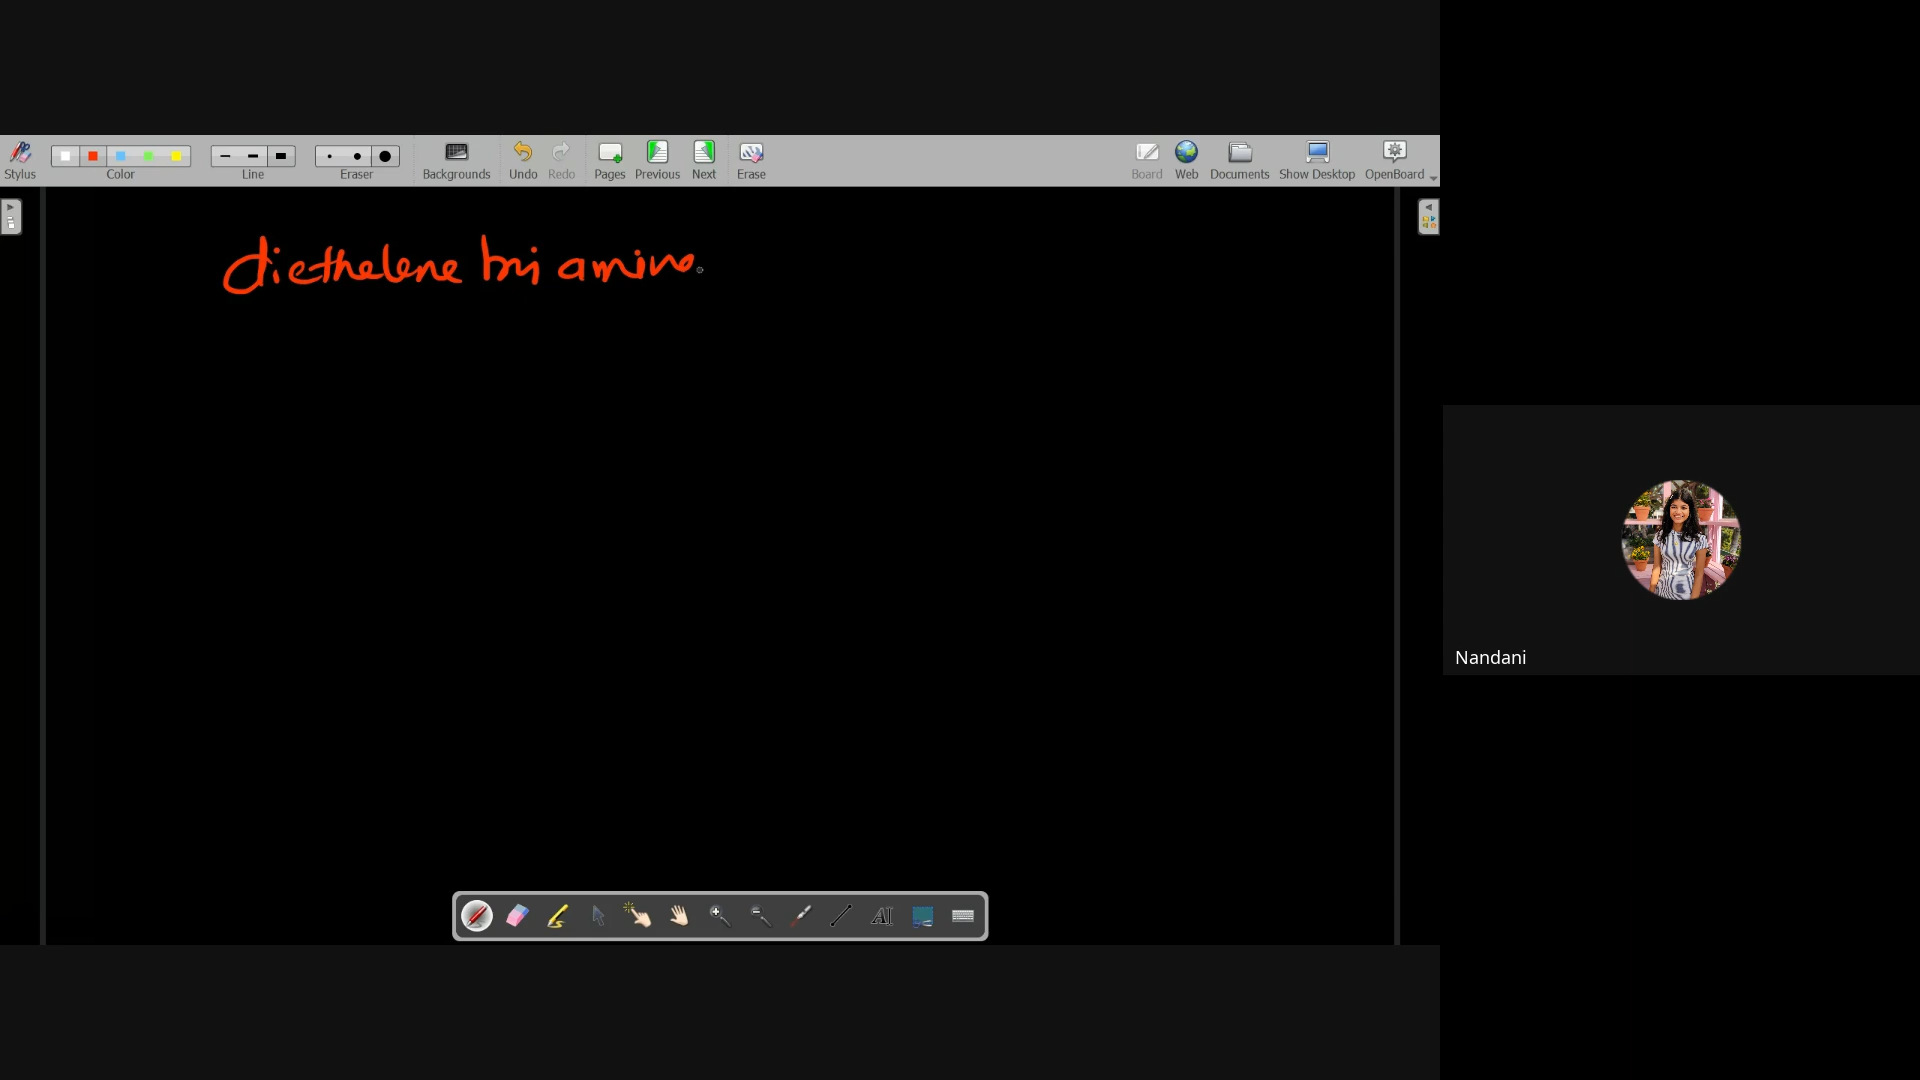 Stylus Color Line Eraser Backgrounds Undo Redo Pages Previous Next Erase Board Web Documents Show Desktop OpenBoard
diethelene tri amine
Nandani